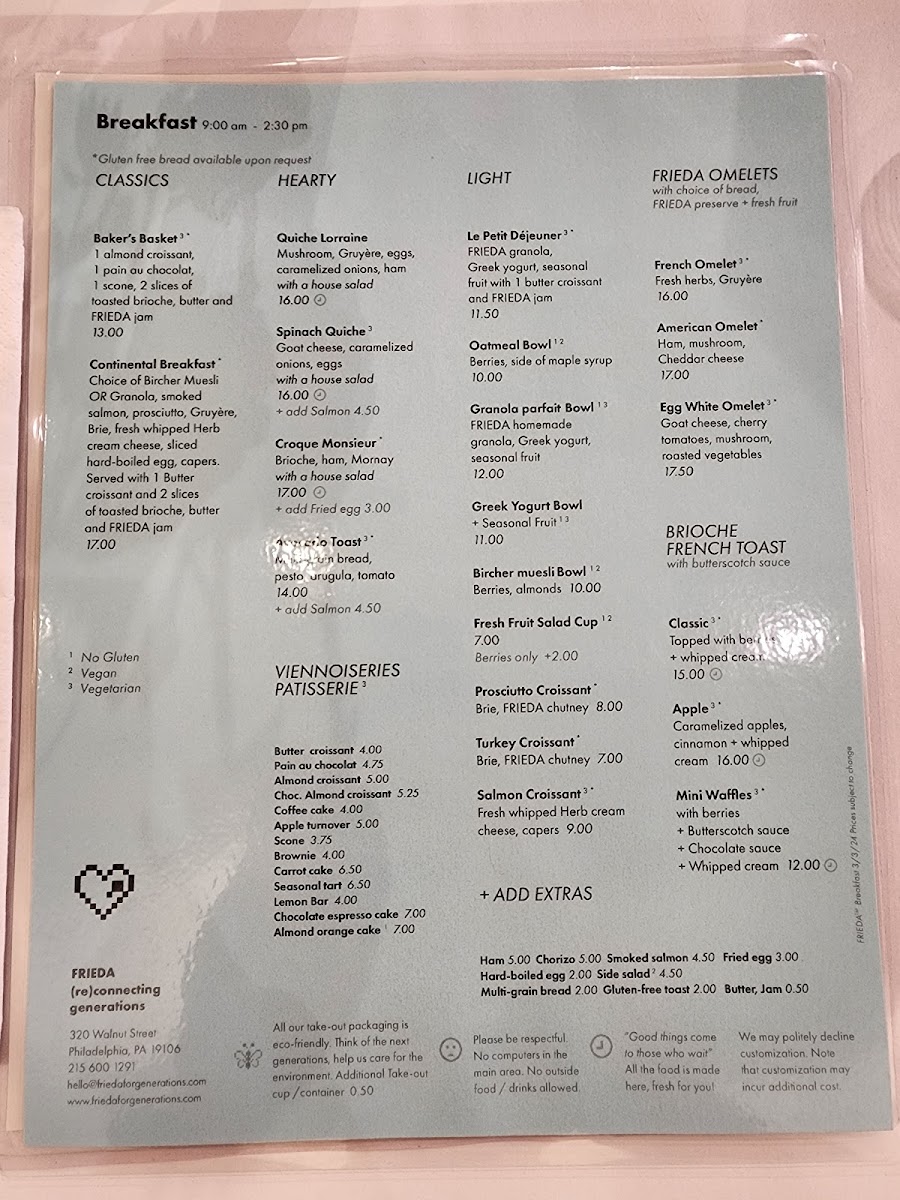 Breakfast 9:00 am - 2:30 pm
*Gluten free bread available upon request
CLASSICS
Baker's Basket ³ *
1 almond croissant,
1 pain au chocolat,
1 scone, 2 slices of
toasted brioche, butter and
FRIEDA jam
13.00
Continental Breakfast *
Choice of Bircher Muesli
OR Granola, smoked
salmon, prosciutto, Gruyère,
Brie, fresh whipped Herb
cream cheese, sliced
hard-boiled egg, capers.
Served with 1 Butter
croissant and 2 slices
of toasted brioche, butter
and FRIEDA jam
17.00
¹ No Gluten
² Vegan
³ Vegetarian
HEARTY
Quiche Lorraine
Mushroom, Gruyère, eggs,
caramelized onions, ham
with a house salad
16.00
Spinach Quiche ³
Goat cheese, caramelized
onions, eggs
with a house salad
16.00
+ add Salmon 4.50
Croque Monsieur *
Brioche, ham, Mornay
with a house salad
17.00
+ add Fried egg 3.00
Toast ³ *
bread,
pesto, arugula, tomato
14.00
+ add Salmon 4.50
VIENNOISERIES
PATISSERIE ³
Butter croissant 4.00
Pain au chocolat 4.75
Almond croissant 5.00
Choc. Almond croissant 5.25
Coffee cake 4.00
Apple turnover 5.00
Scone 3.75
Brownie 4.00
Carrot cake 6.50
Seasonal tart 6.50
Lemon Bar 4.00
Chocolate espresso cake 7.00
Almond orange cake ¹ 7.00
LIGHT
Le Petit Déjeuner ³ *
FRIEDA granola,
Greek yogurt, seasonal
fruit with 1 butter croissant
and FRIEDA jam
11.50
Oatmeal Bowl ¹ ²
Berries, side of maple syrup
10.00
Granola parfait Bowl ¹ ³
FRIEDA homemade
granola, Greek yogurt,
seasonal fruit
12.00
Greek Yogurt Bowl
+ Seasonal Fruit ¹ ³
11.00
Bircher muesli Bowl ¹ ²
Berries, almonds 10.00
Fresh Fruit Salad Cup ¹ ²
7.00
Berries only +2.00
Prosciutto Croissant *
Brie, FRIEDA chutney 8.00
Turkey Croissant *
Brie, FRIEDA chutney 7.00
Salmon Croissant ³ *
Fresh whipped Herb cream
cheese, capers 9.00
+ ADD EXTRAS
Ham 5.00 Chorizo 5.00 Smoked salmon 4.50 Fried egg 3.00
Hard-boiled egg 2.00 Side salad ² 4.50
Multi-grain bread 2.00 Gluten-free toast 2.00 Butter, Jam 0.50
FRIEDA OMELETS
with choice of bread,
FRIEDA preserve + fresh fruit
French Omelet ³ *
Fresh herbs, Gruyère
16.00
American Omelet *
Ham, mushroom,
Cheddar cheese
17.00
Egg White Omelet ³ *
Goat cheese, cherry
tomatoes, mushroom,
roasted vegetables
17.50
BRIOCHE
FRENCH TOAST
with butterscotch sauce
Classic ³ *
Topped with
+ whipped cream
15.00
Apple ³ *
Caramelized apples,
cinnamon + whipped
cream 16.00
Mini Waffles ³ *
with berries
+ Butterscotch sauce
+ Chocolate sauce
+ Whipped cream 12.00
FRIEDA Breakfast 3/3/24 Prices subject to change
FRIEDA
(re)connecting
generations
320 Walnut Street
Philadelphia, PA 19106
215 600 1291
hello@friedaforgenerations.com
www.friedaforgenerations.com
All our take-out packaging is
eco-friendly. Think of the next
generations, help us care for the
environment. Additional Take-out
cup /container 0.50
Please be respectful.
No computers in the
main area. No outside
food / drinks allowed.
"Good things come
to those who wait"
All the food is made
here, fresh for you!
We may politely decline
customization. Note
that customization may
incur additional cost.